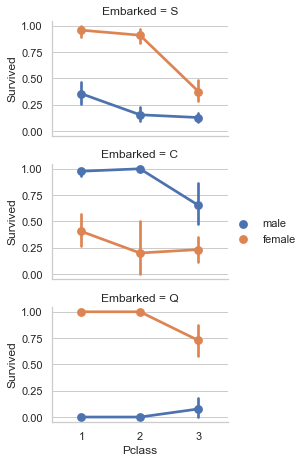 Embarked = S
1.00
0.75
0.50
0.25
0.00
Survived
Embarked = C
1.00
0.75
0.50
0.25
0.00
Survived
male
female
Embarked = Q
1.00
0.75
0.50
0.25
0.00
Survived
1 2 3
Pclass